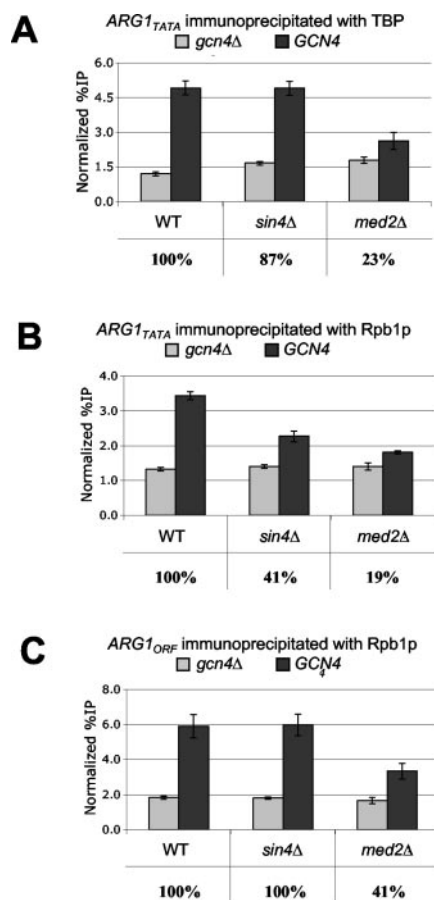 A
ARG1TATA immunoprecipitated with TBP
gcn4Δ GCN4
Normalized %IP
6.0
4.5
3.0
1.5
0.0
WT sin4Δ med2Δ
100% 87% 23%
B
ARG1TATA immunoprecipitated with Rpb1p
gcn4Δ GCN4
Normalized %IP
4.0
3.0
2.0
1.0
0.0
WT sin4Δ med2Δ
100% 41% 19%
C
ARG1ORF immunoprecipitated with Rpb1p
gcn4Δ GCN4
Normalized %IP
8.0
6.0
4.0
2.0
0.0
WT sin4Δ med2Δ
100% 100% 41%